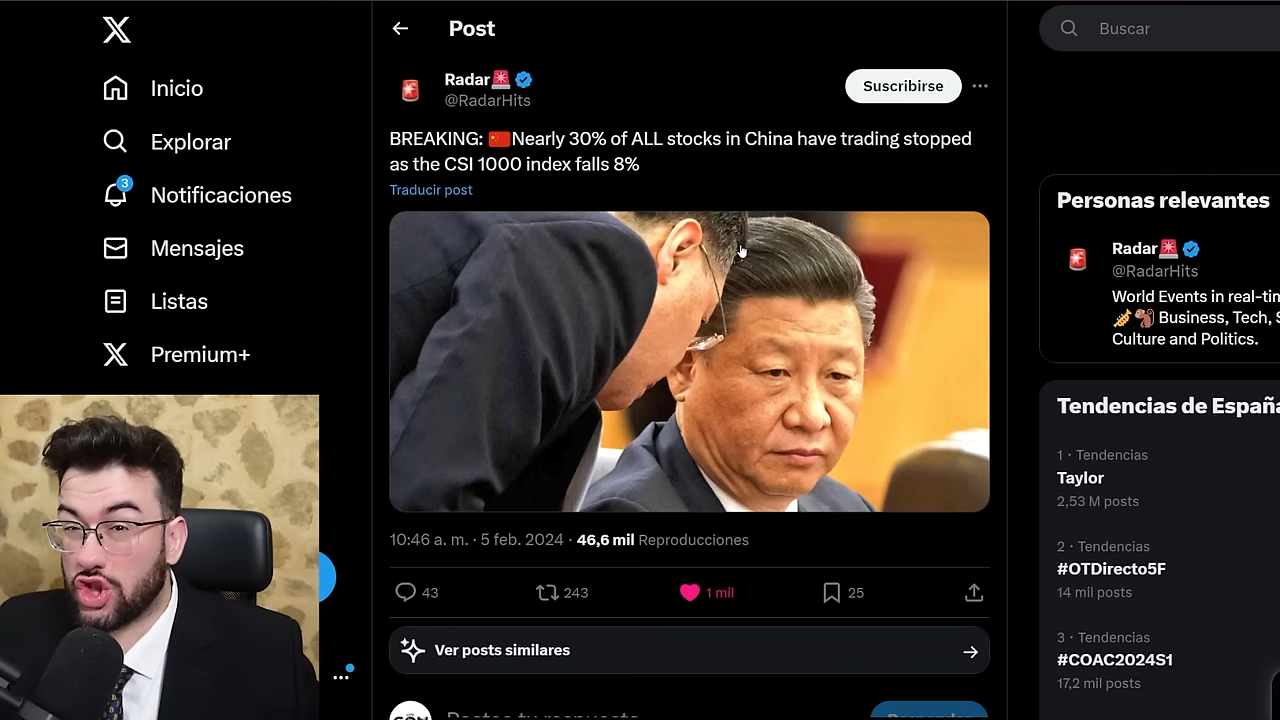 Inicio
Explorar
3
Notificaciones
Mensajes
Listas
Premium+
Post
Radar🚨
@RadarHits
Suscribirse
BREAKING: 🇨🇳Nearly 30% of ALL stocks in China have trading stopped
as the CSI 1000 index falls 8%
Traducir post
10:46 a. m. · 5 feb. 2024 · 46,6 mil Reproducciones
43
243
1 mil
25
Ver posts similares
Buscar
Personas relevantes
Radar🚨
@RadarHits
World Events in real-tim
🎺🐿️ Business, Tech, S
Culture and Politics.
Tendencias de España
1 · Tendencias
Taylor
2,53 M posts
2 · Tendencias
#OTDirecto5F
14 mil posts
3 · Tendencias
#COAC2024S1
17,2 mil posts